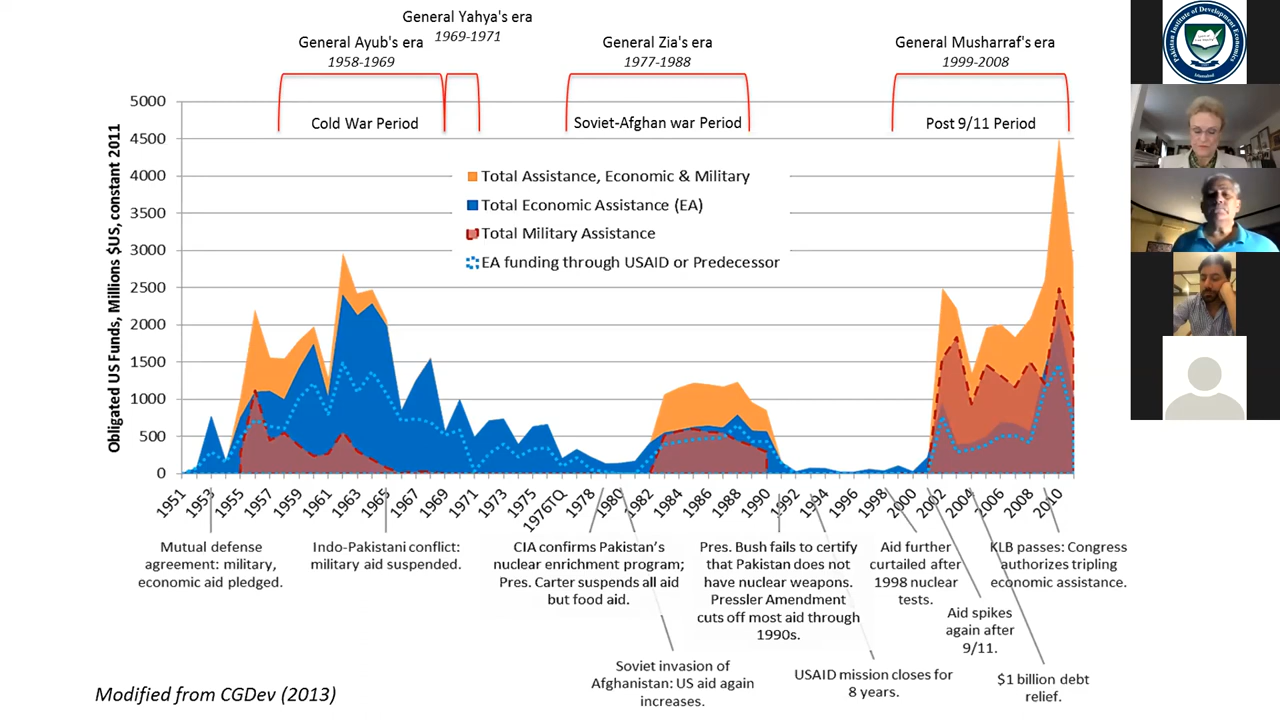 General Yahya's era
1969-1971
General Ayub's era
1958-1969
General Zia's era
1977-1988
General Musharraf's era
1999-2008
Cold War Period
Soviet-Afghan war Period
Post 9/11 Period
Obligated US Funds, Millions $US, constant 2011
5000
4500
4000
3500
3000
2500
2000
1500
1000
500
0
Total Assistance, Economic & Military
Total Economic Assistance (EA)
Total Military Assistance
EA funding through USAID or Predecessor
1951
1953
1955
1957
1959
1961
1963
1965
1967
1969
1971
1973
1975
1976TQ
1978
1980
1982
1984
1986
1988
1990
1992
1994
1996
1998
2000
2002
2004
2006
2008
2010
Mutual defense
agreement: military,
economic aid pledged.
Indo-Pakistani conflict:
military aid suspended.
CIA confirms Pakistan's
nuclear enrichment program;
Pres. Carter suspends all aid
but food aid.
Soviet invasion of
Afghanistan: US aid again
increases.
Pres. Bush fails to certify
that Pakistan does not
have nuclear weapons.
Pressler Amendment
cuts off most aid through
1990s.
USAID mission closes for
8 years.
Aid further
curtailed after
1998 nuclear
tests.
Aid spikes
again after
9/11.
$1 billion debt
relief.
KLB passes: Congress
authorizes tripling
economic assistance.
Modified from CGDev (2013)
Pakistan Institute of Development Economics
Islamabad